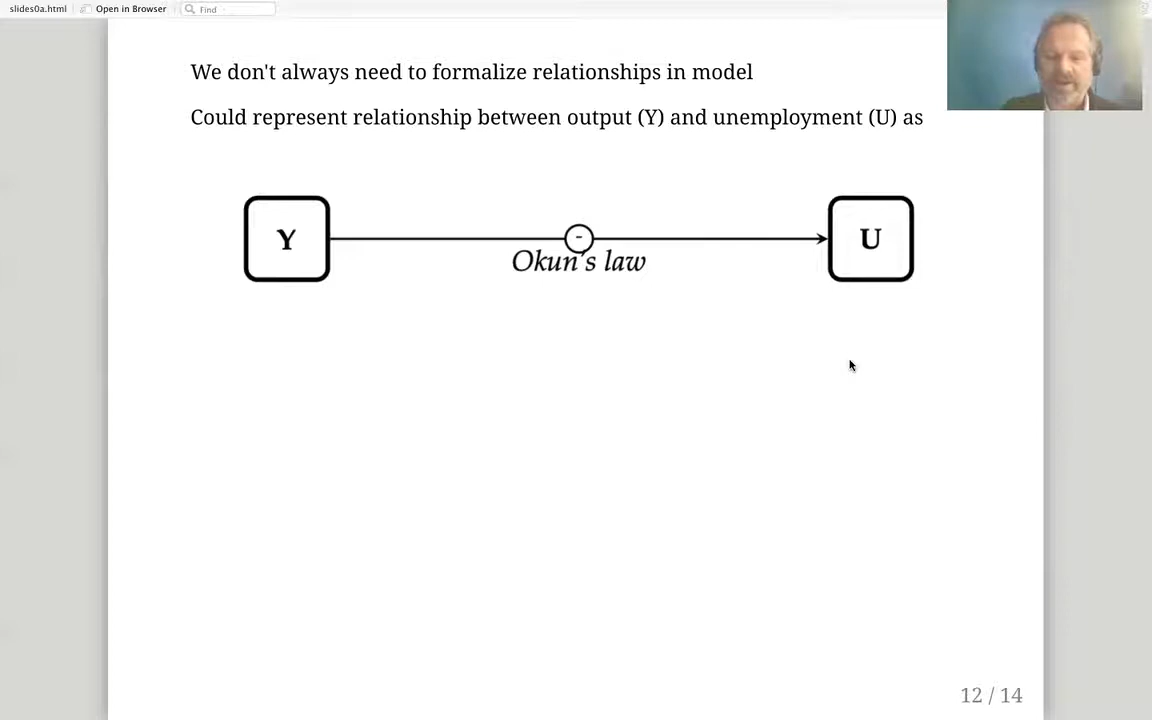 slides0a.html
Open in Browser
Find
We don't always need to formalize relationships in model
Could represent relationship between output (Y) and unemployment (U) as
Y
-
U
Okun's law
12 / 14